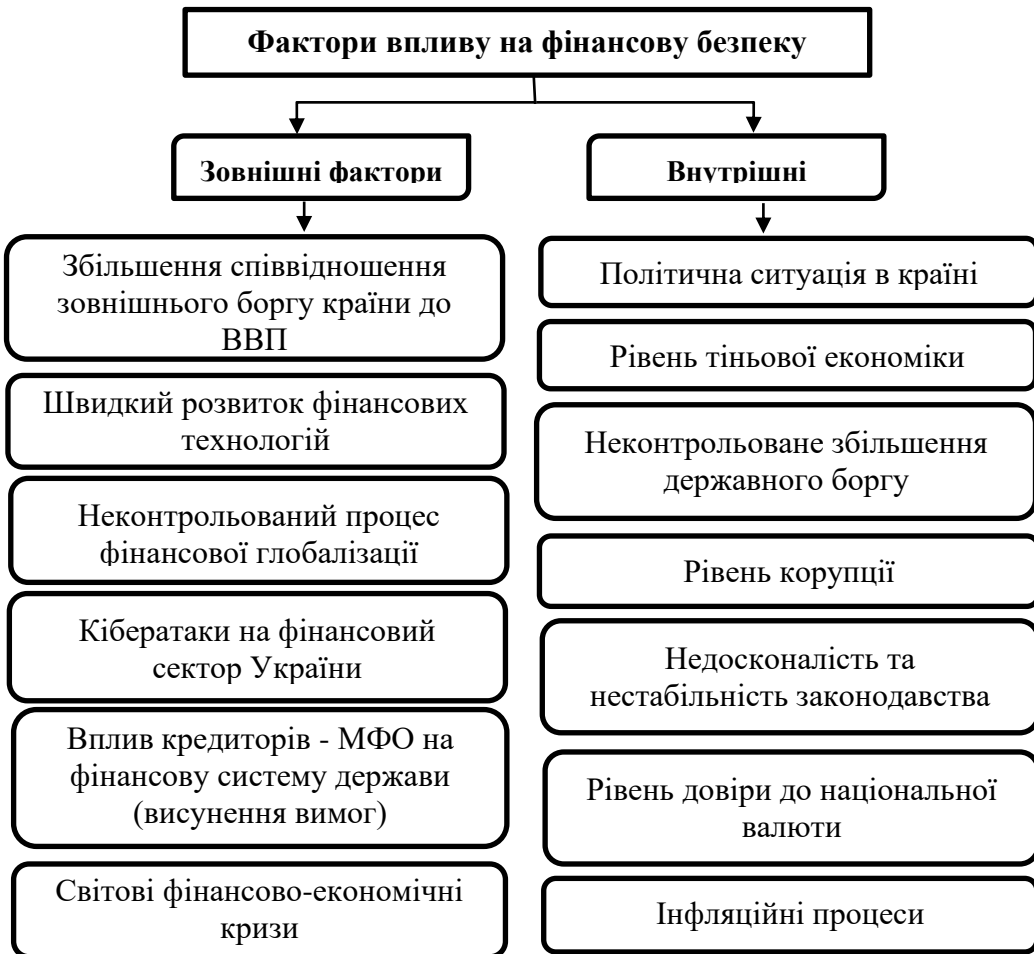 Фактори впливу на фінансову безпеку
Зовнішні фактори
Збільшення співвідношення
зовнішнього боргу країни до
ВВП
Швидкий розвиток фінансових
технологій
Неконтрольований процес
фінансової глобалізації
Кібератаки на фінансовий
сектор України
Вплив кредиторів - МФО на
фінансову систему держави
(висунення вимог)
Світові фінансово-економічні
кризи
Внутрішні
Політична ситуація в країні
Рівень тіньової економіки
Неконтрольоване збільшення
державного боргу
Рівень корупції
Недосконалість та
нестабільність законодавства
Рівень довіри до національної
валюти
Інфляційні процеси